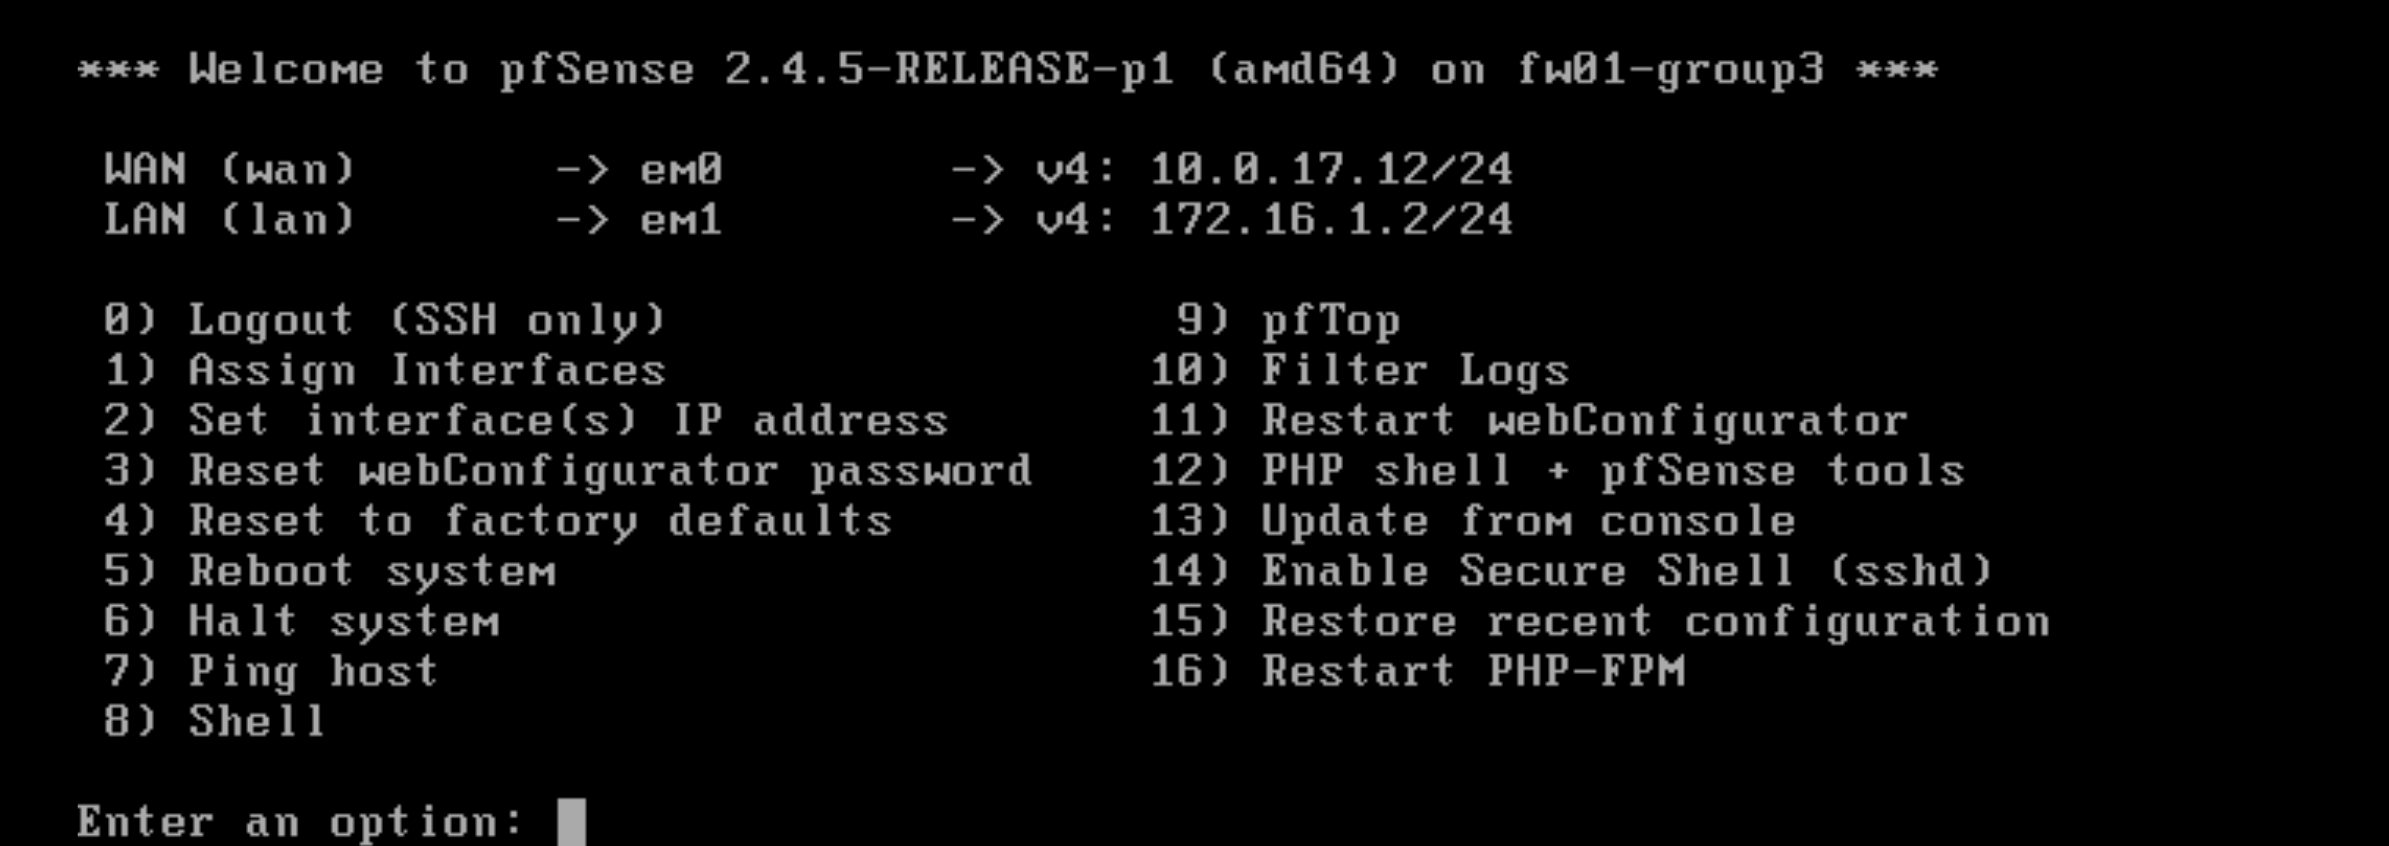 *** Welcome to pfSense 2.4.5-RELEASE-p1 (amd64) on fw01-group3 ***
WAN (wan) -> em0 -> v4: 10.0.17.12/24
LAN (lan) -> em1 -> v4: 172.16.1.2/24
0) Logout (SSH only) 9) pfTop
1) Assign Interfaces 10) Filter Logs
2) Set interface(s) IP address 11) Restart webConfigurator
3) Reset webConfigurator password 12) PHP shell + pfSense tools
4) Reset to factory defaults 13) Update from console
5) Reboot system 14) Enable Secure Shell (sshd)
6) Halt system 15) Restore recent configuration
7) Ping host 16) Restart PHP-FPM
8) Shell
Enter an option: